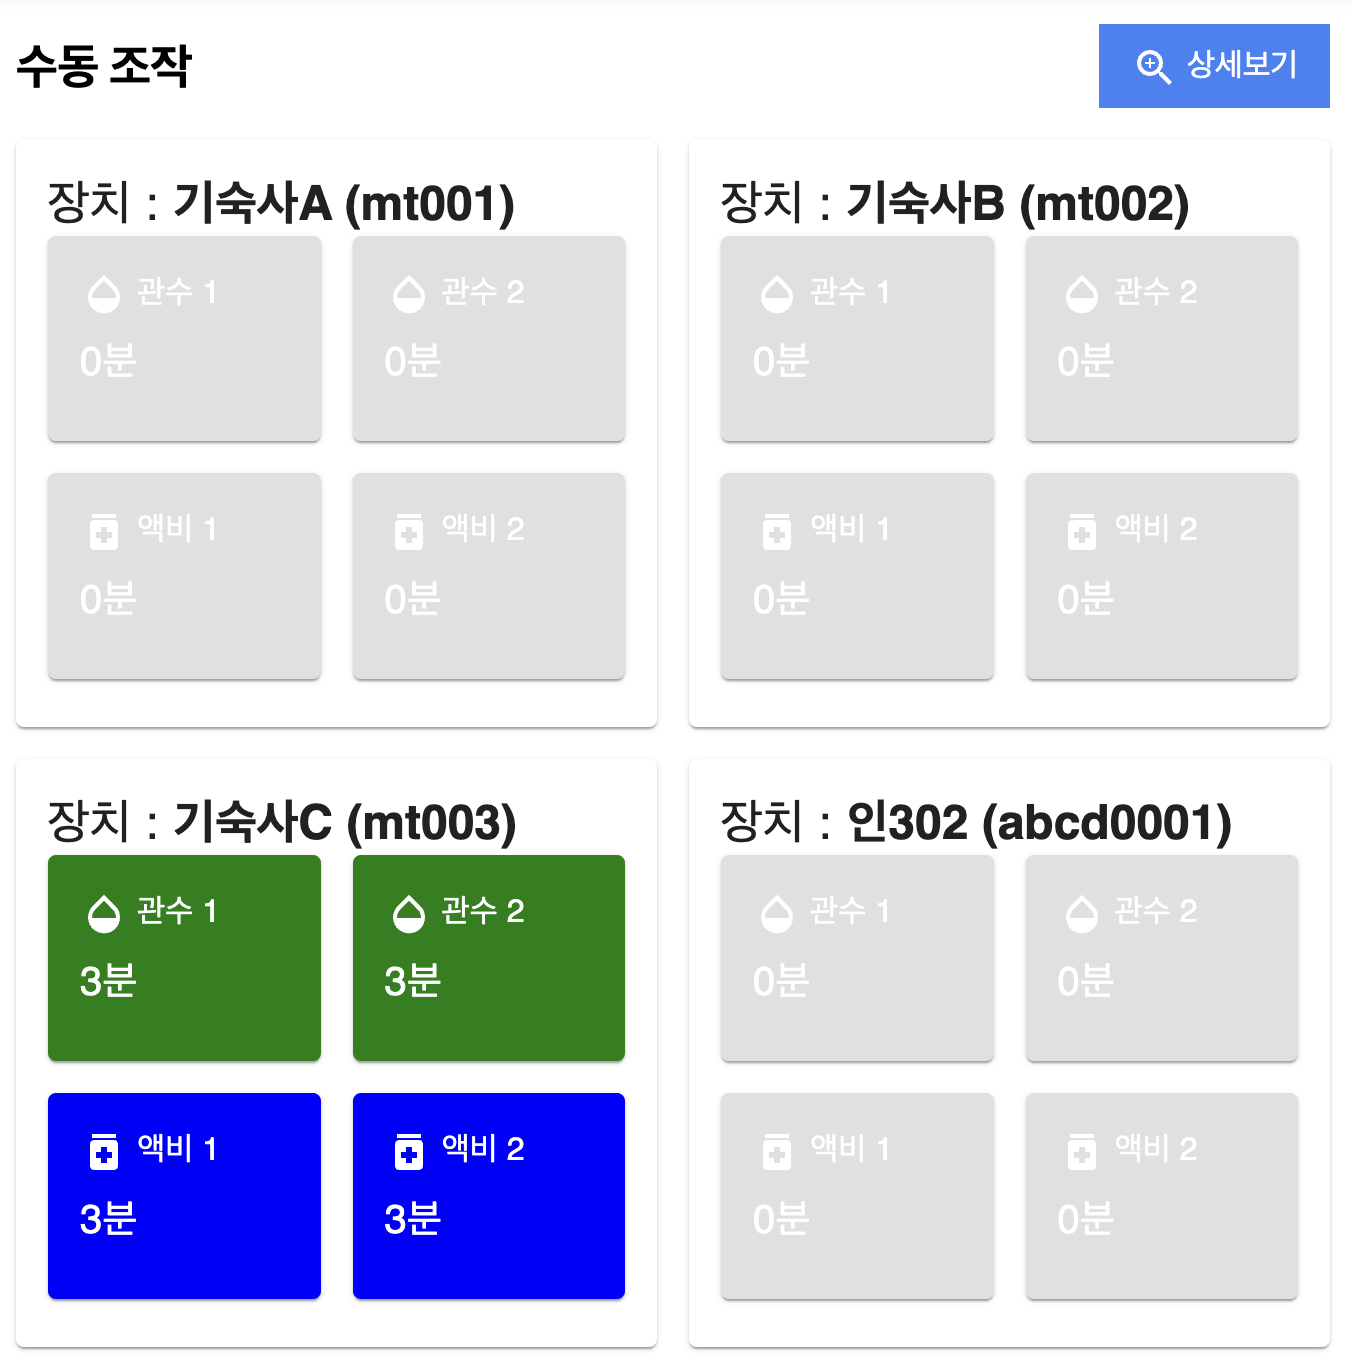 수동 조작
상세보기
장치 : 기숙사A (mt001)
관수 1
0분
관수 2
0분
액비 1
0분
액비 2
0분
장치 : 기숙사B (mt002)
관수 1
0분
관수 2
0분
액비 1
0분
액비 2
0분
장치 : 기숙사C (mt003)
관수 1
3분
관수 2
3분
액비 1
3분
액비 2
3분
장치 : 인302 (abcd0001)
관수 1
0분
관수 2
0분
액비 1
0분
액비 2
0분